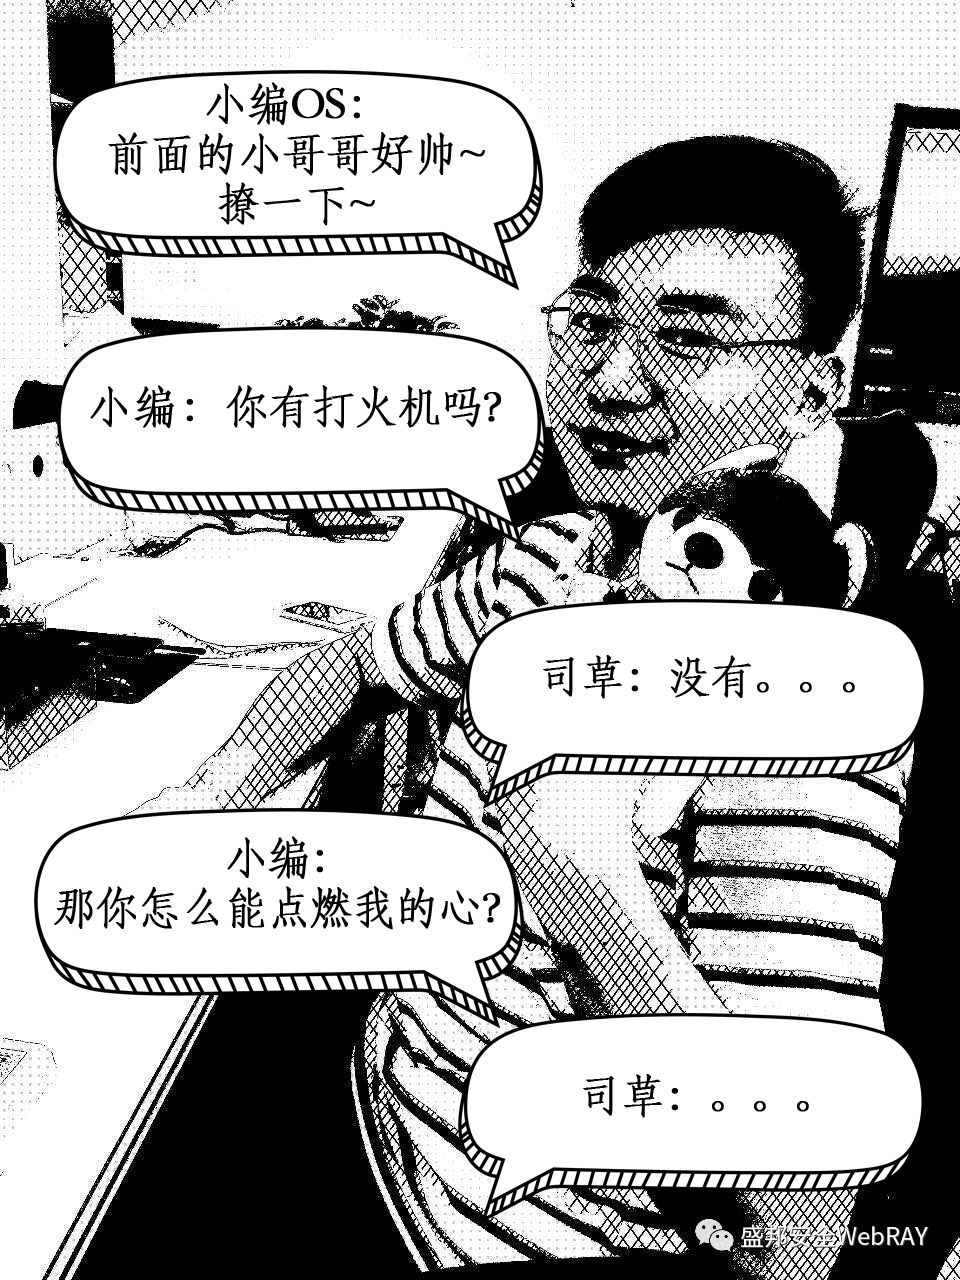 小编OS：
前面的小哥哥好帅~
撩一下~
小编：你有打火机吗?
司草：没有。。。
小编：
那你怎么能点燃我的心?
司草：。。。
盛邦安全WebRAY